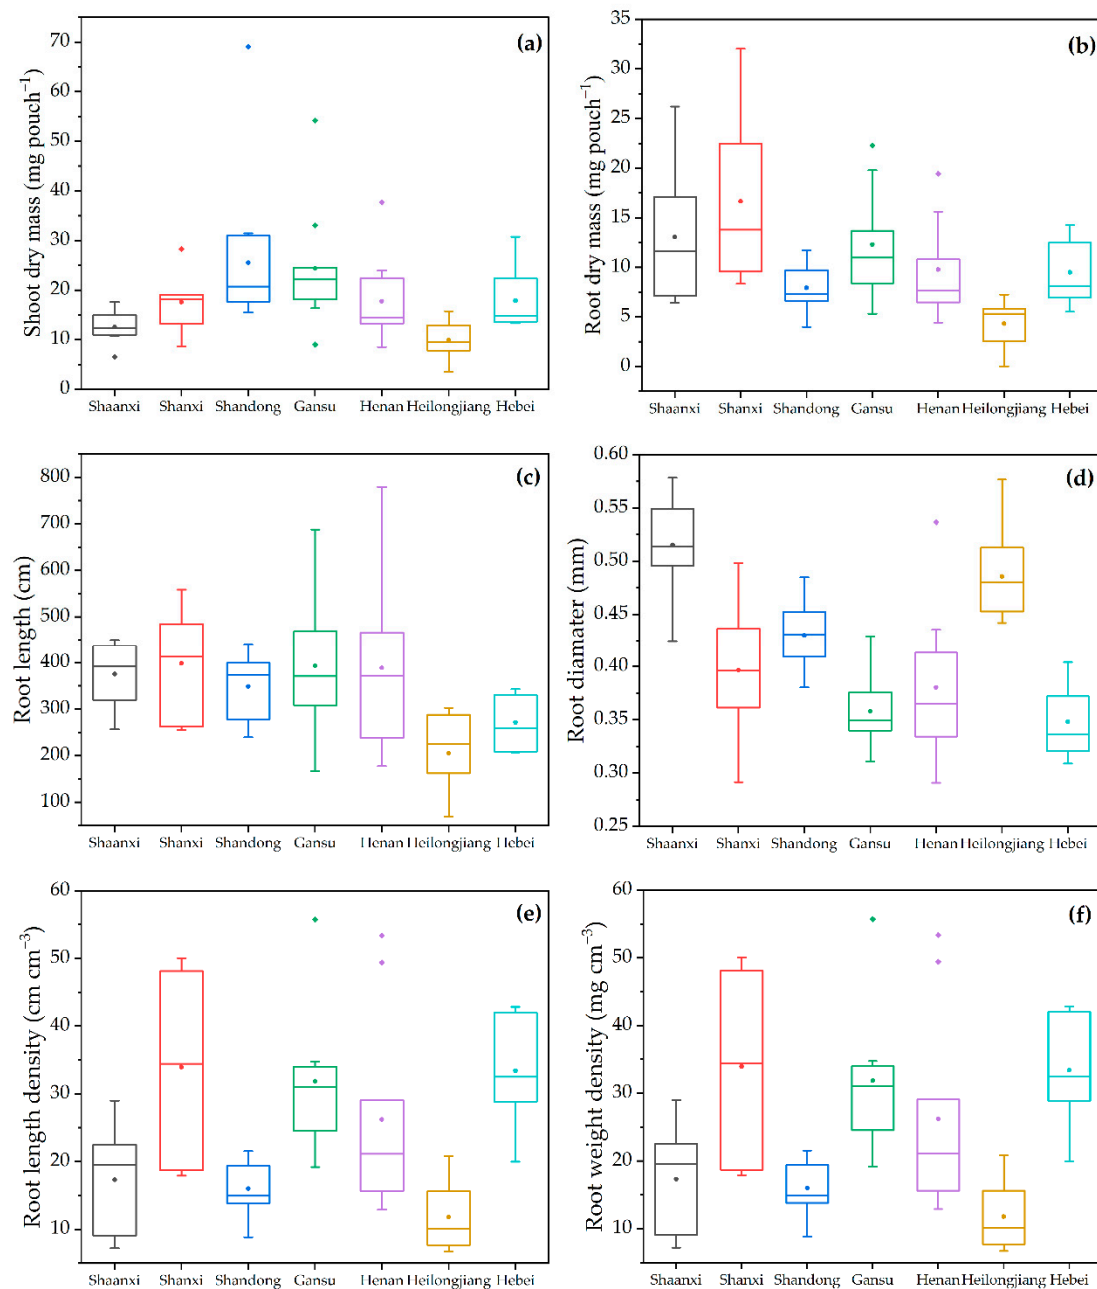 (a)
Shoot dry mass (mg pouch⁻¹)
70
60
50
40
30
20
10
0
Shaanxi Shanxi Shandong Gansu Henan Heilongjiang Hebei
(b)
Root dry mass (mg pouch⁻¹)
35
30
25
20
15
10
5
0
Shaanxi Shanxi Shandong Gansu Henan Heilongjiang Hebei
(c)
Root length (cm)
800
700
600
500
400
300
200
100
Shaanxi Shanxi Shandong Gansu Henan Heilongjiang Hebei
(d)
Root diamater (mm)
0.60
0.55
0.50
0.45
0.40
0.35
0.30
0.25
Shaanxi Shanxi Shandong Gansu Henan Heilongjiang Hebei
(e)
Root length density (cm cm⁻³)
60
50
40
30
20
10
Shaanxi Shanxi Shandong Gansu Henan Heilongjiang Hebei
(f)
Root weight density (mg cm⁻³)
60
50
40
30
20
10
Shaanxi Shanxi Shandong Gansu Henan Heilongjiang Hebei